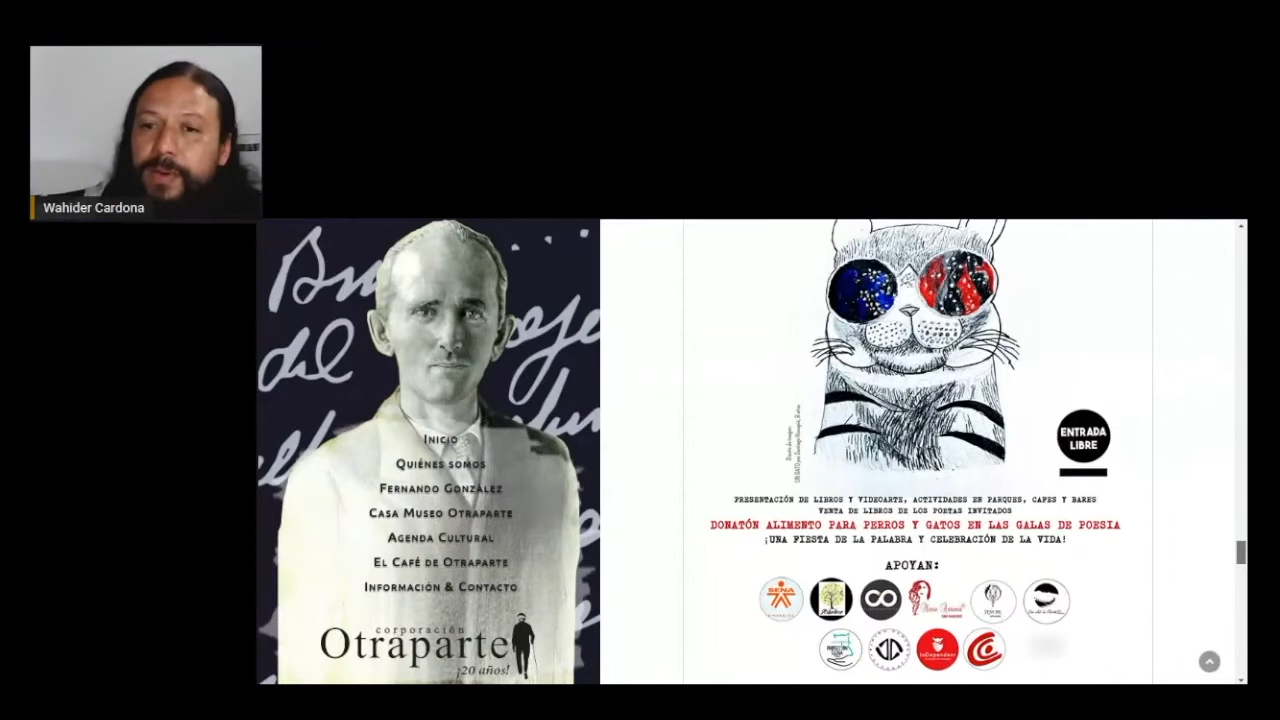 Wahider Cardona
INICIO
QUIÉNES SOMOS
FERNANDO GONZÁLEZ
CASA MUSEO OTRAPARTE
AGENDA CULTURAL
EL CAFÉ DE OTRAPARTE
INFORMACIÓN & CONTACTO
corporación
Otraparte
¡20 años!
ENTRADA
LIBRE
PRESENTACIÓN DE LIBROS Y VIDEOARTE, ACTIVIDADES EN PARQUES, CAFES Y BARES
VENTA DE LIBROS DE LOS POETAS INVITADOS
DONATÓN ALIMENTO PARA PERROS Y GATOS EN LAS GALAS DE POESIA
¡UNA FIESTA DE LA PALABRA Y CELEBRACIÓN DE LA VIDA!
APOYAN:
SENA